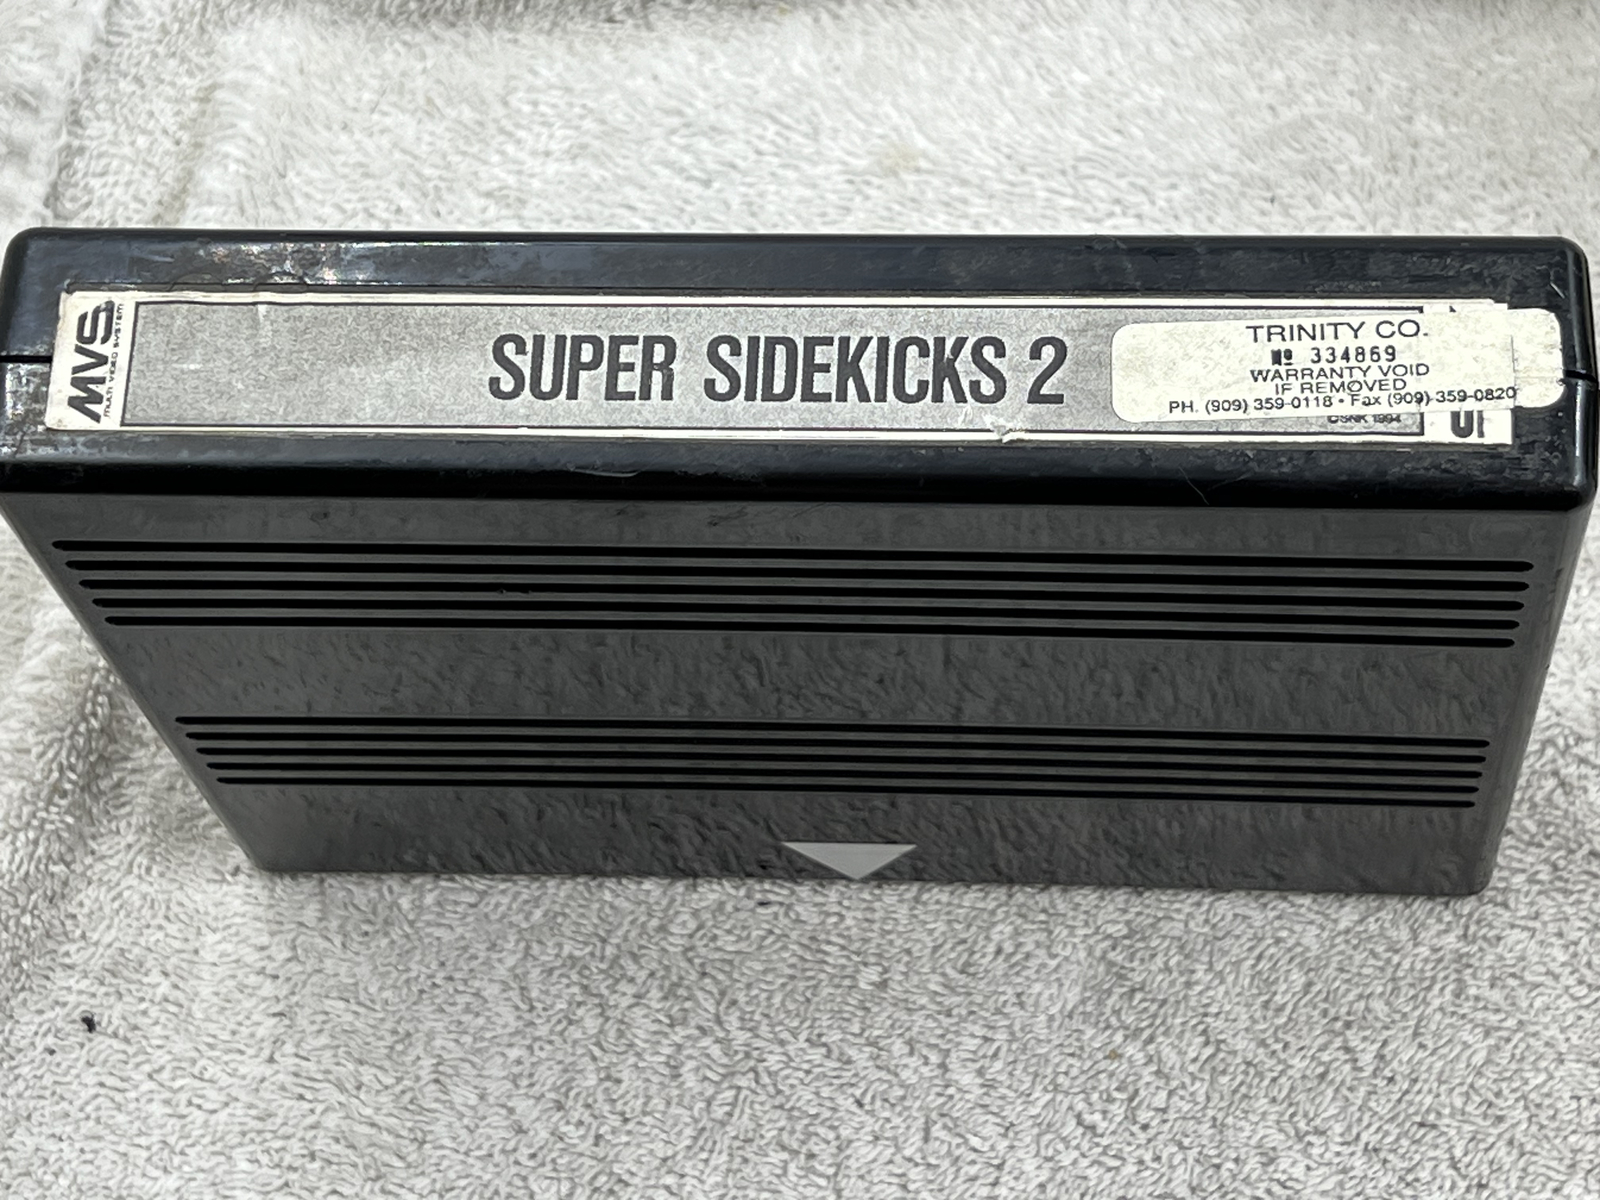 MVS
MULTI VIDEO SYSTEM
SUPER SIDEKICKS 2
TRINITY CO.
№ 334869
WARRANTY VOID
IF REMOVED
PH. (909) 359-0118 • Fax (909) 359-0820
©SNK 1994